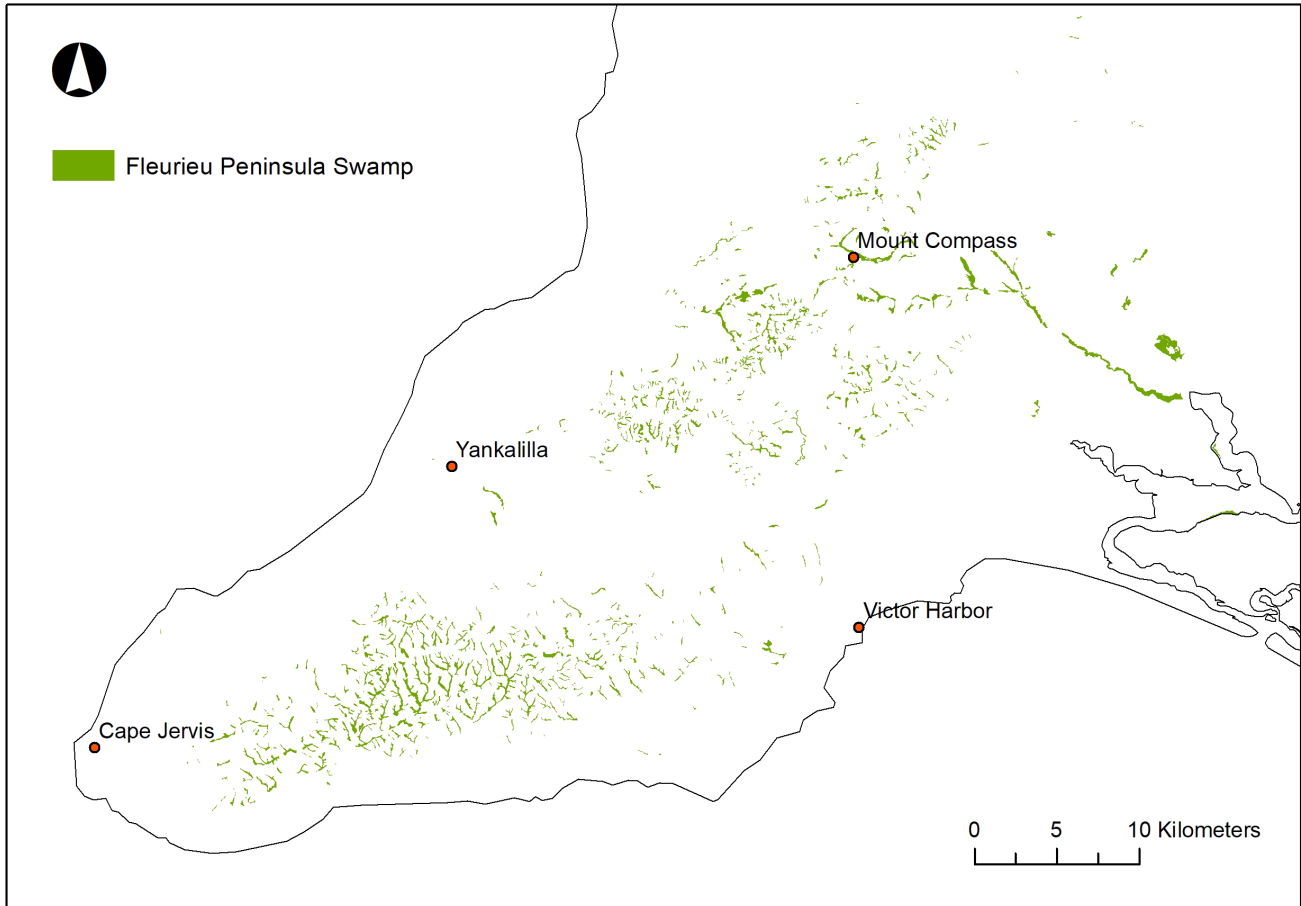 Fleurieu Peninsula Swamp
Mount Compass
Yankalilla
Victor Harbor
Cape Jervis
0 5 10 Kilometers